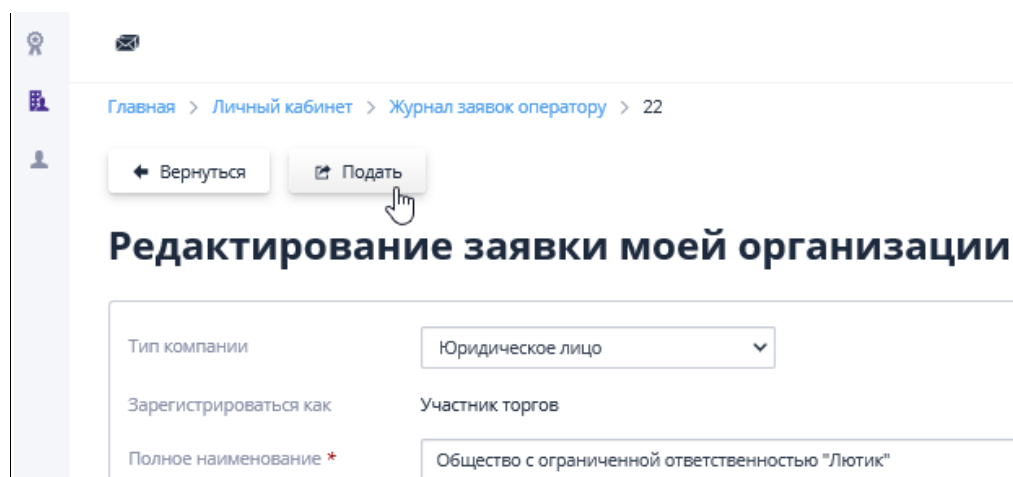 Главная > Личный кабинет > Журнал заявок оператору > 22
Вернуться Подать
Редактирование заявки моей организации
Тип компании Юридическое лицо
Зарегистрироваться как Участник торгов
Полное наименование * Общество с ограниченной ответственностью "Лютик"